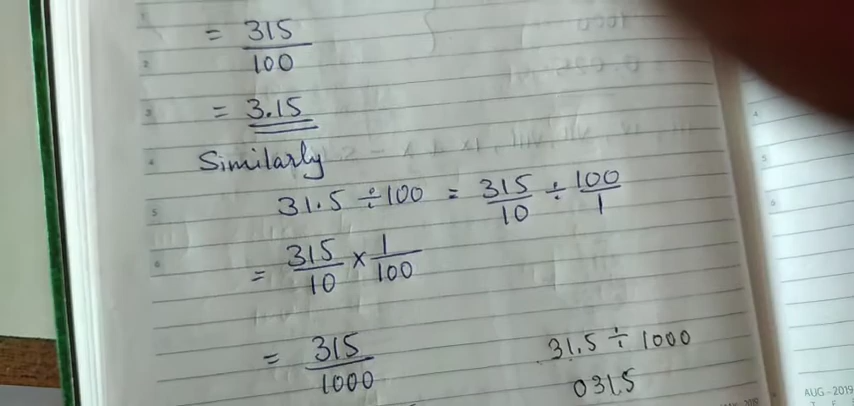 = 315/100
= 3.15
Similarly
31.5 ÷ 100 = 315/10 ÷ 100/1
= 315/10 × 1/100
= 315/1000
31.5 ÷ 1000
031.5
AUG-2019